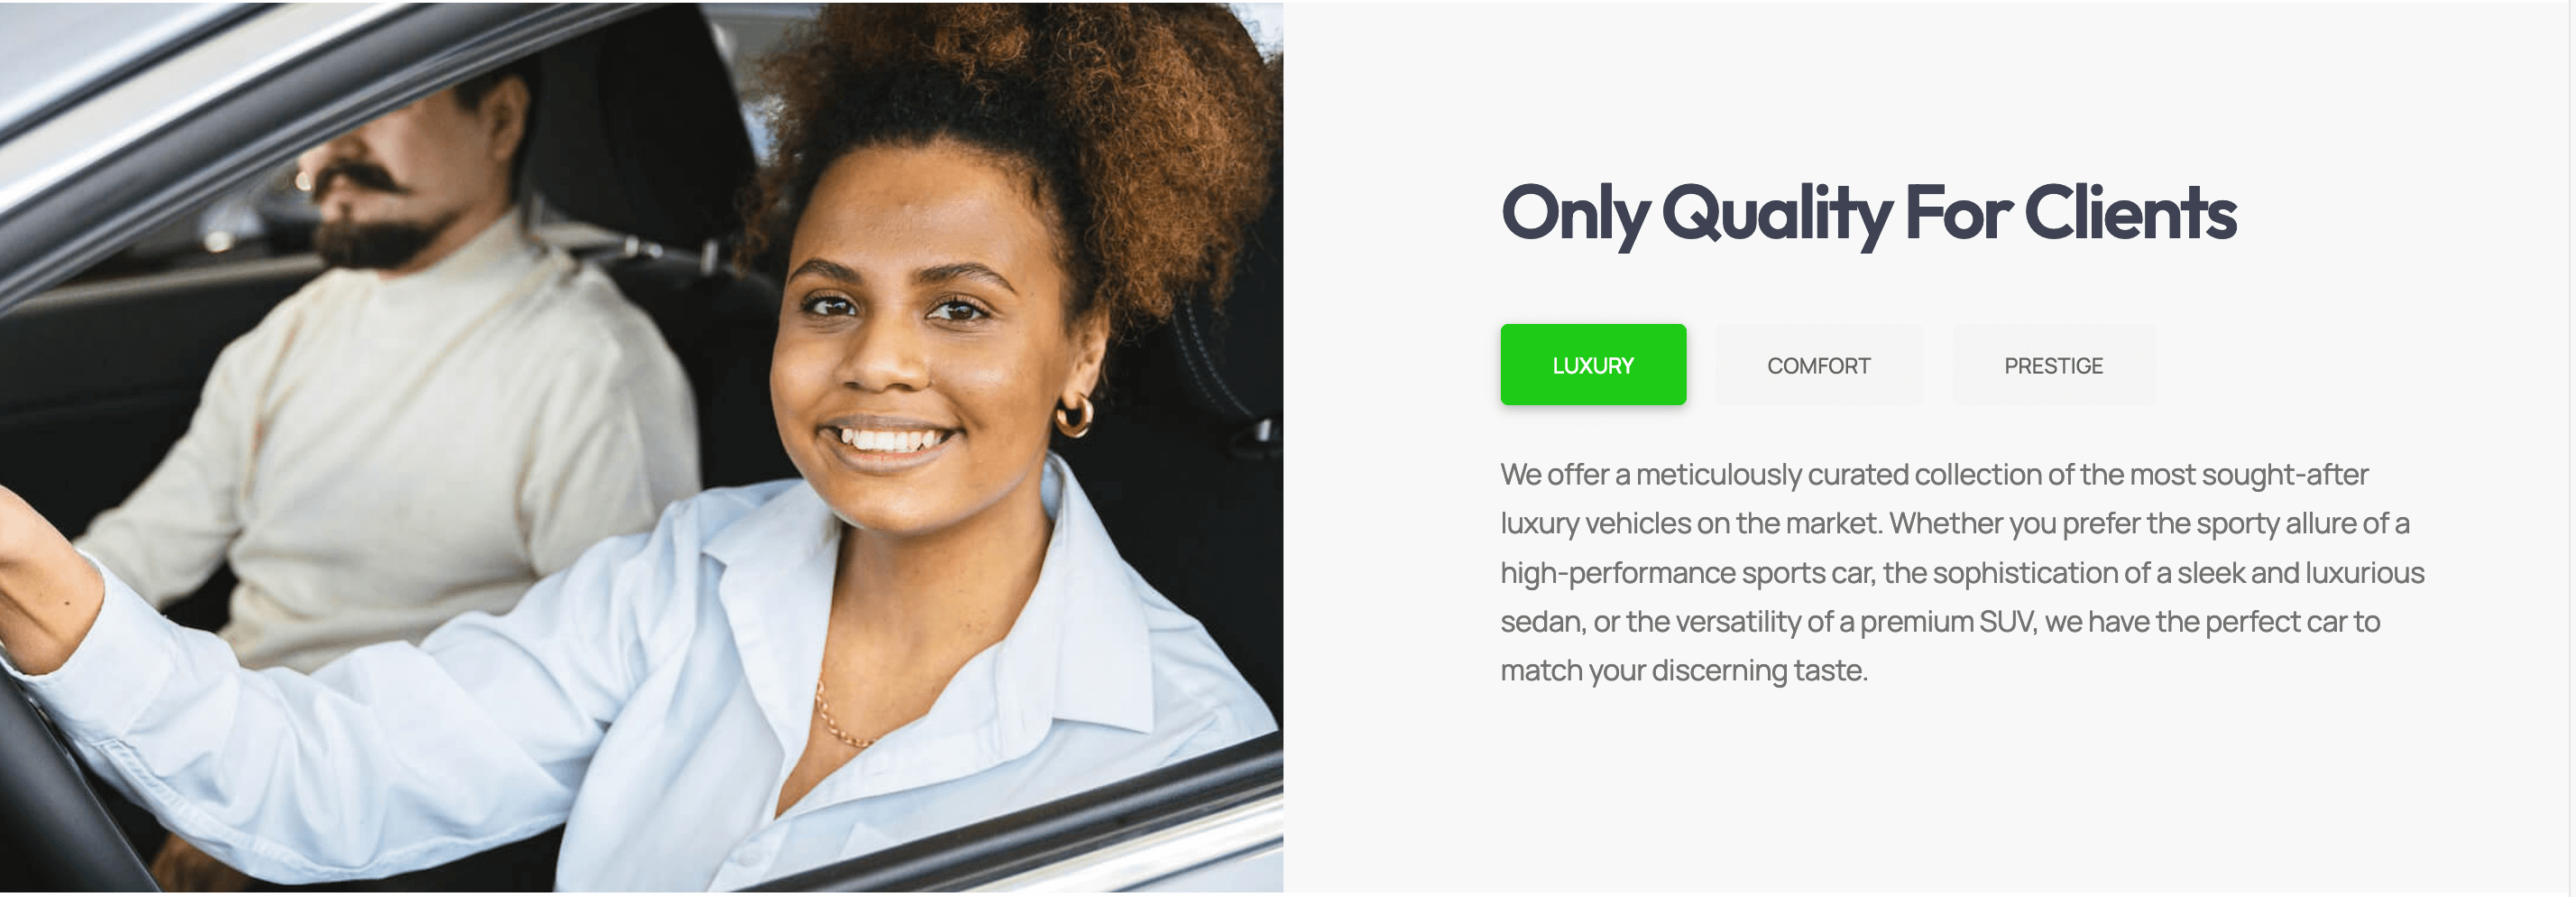 Only Quality For Clients
LUXURY
COMFORT
PRESTIGE
We offer a meticulously curated collection of the most sought-after
luxury vehicles on the market. Whether you prefer the sporty allure of a
high-performance sports car, the sophistication of a sleek and luxurious
sedan, or the versatility of a premium SUV, we have the perfect car to
match your discerning taste.